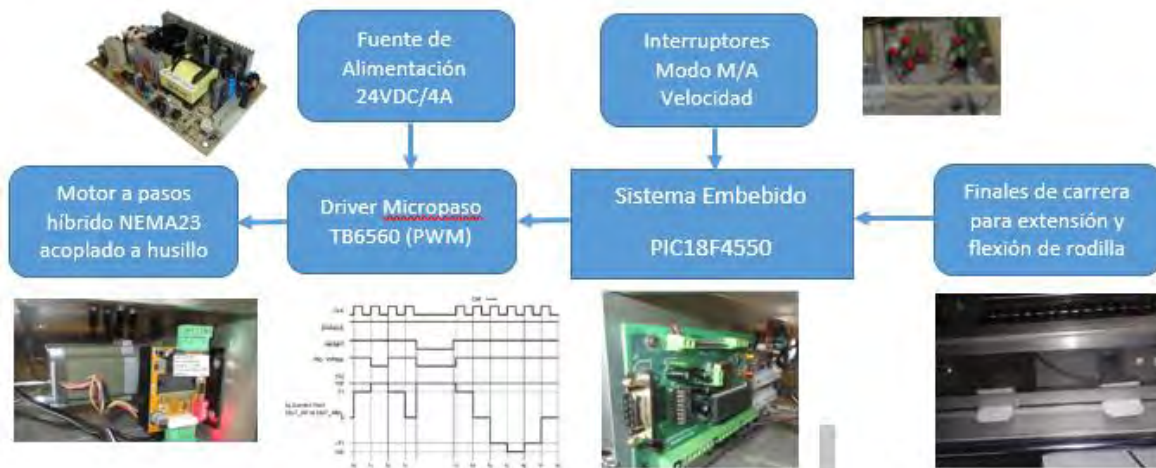 Fuente de
Alimentación
24VDC/4A
Interruptores
Modo M/A
Velocidad
Motor a pasos
híbrido NEMA23
acoplado a husillo
Driver Micropaso
TB6560 (PWM)
Sistema Embebido
PIC18F4550
Finales de carrera
para extensión y
flexión de rodilla